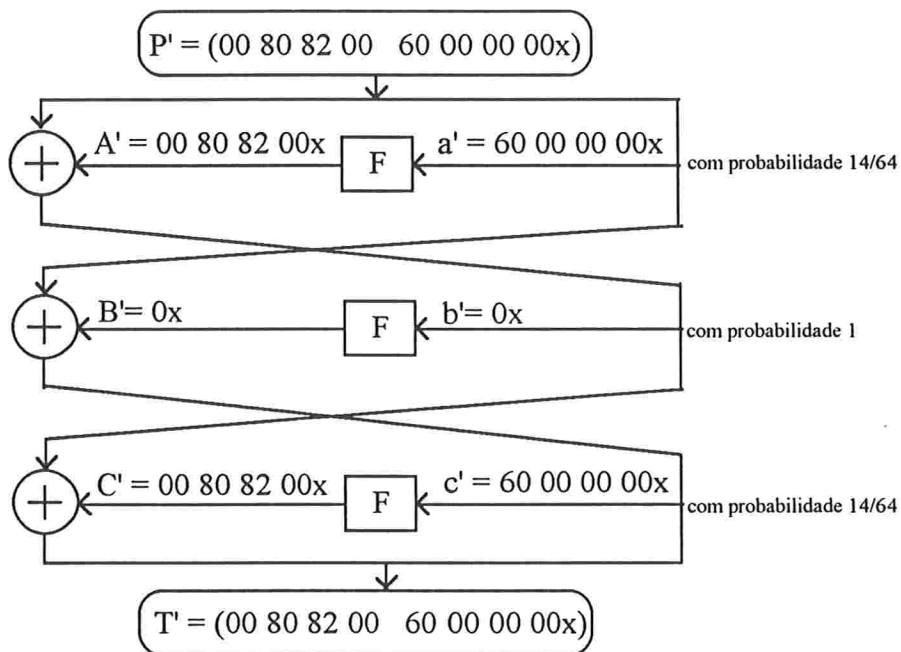 P' = (00 80 82 00   60 00 00 00x)
A' = 00 80 82 00x
F
a' = 60 00 00 00x
com probabilidade 14/64
B'= 0x
F
b'= 0x
com probabilidade 1
C' = 00 80 82 00x
F
c' = 60 00 00 00x
com probabilidade 14/64
T' = (00 80 82 00   60 00 00 00x)